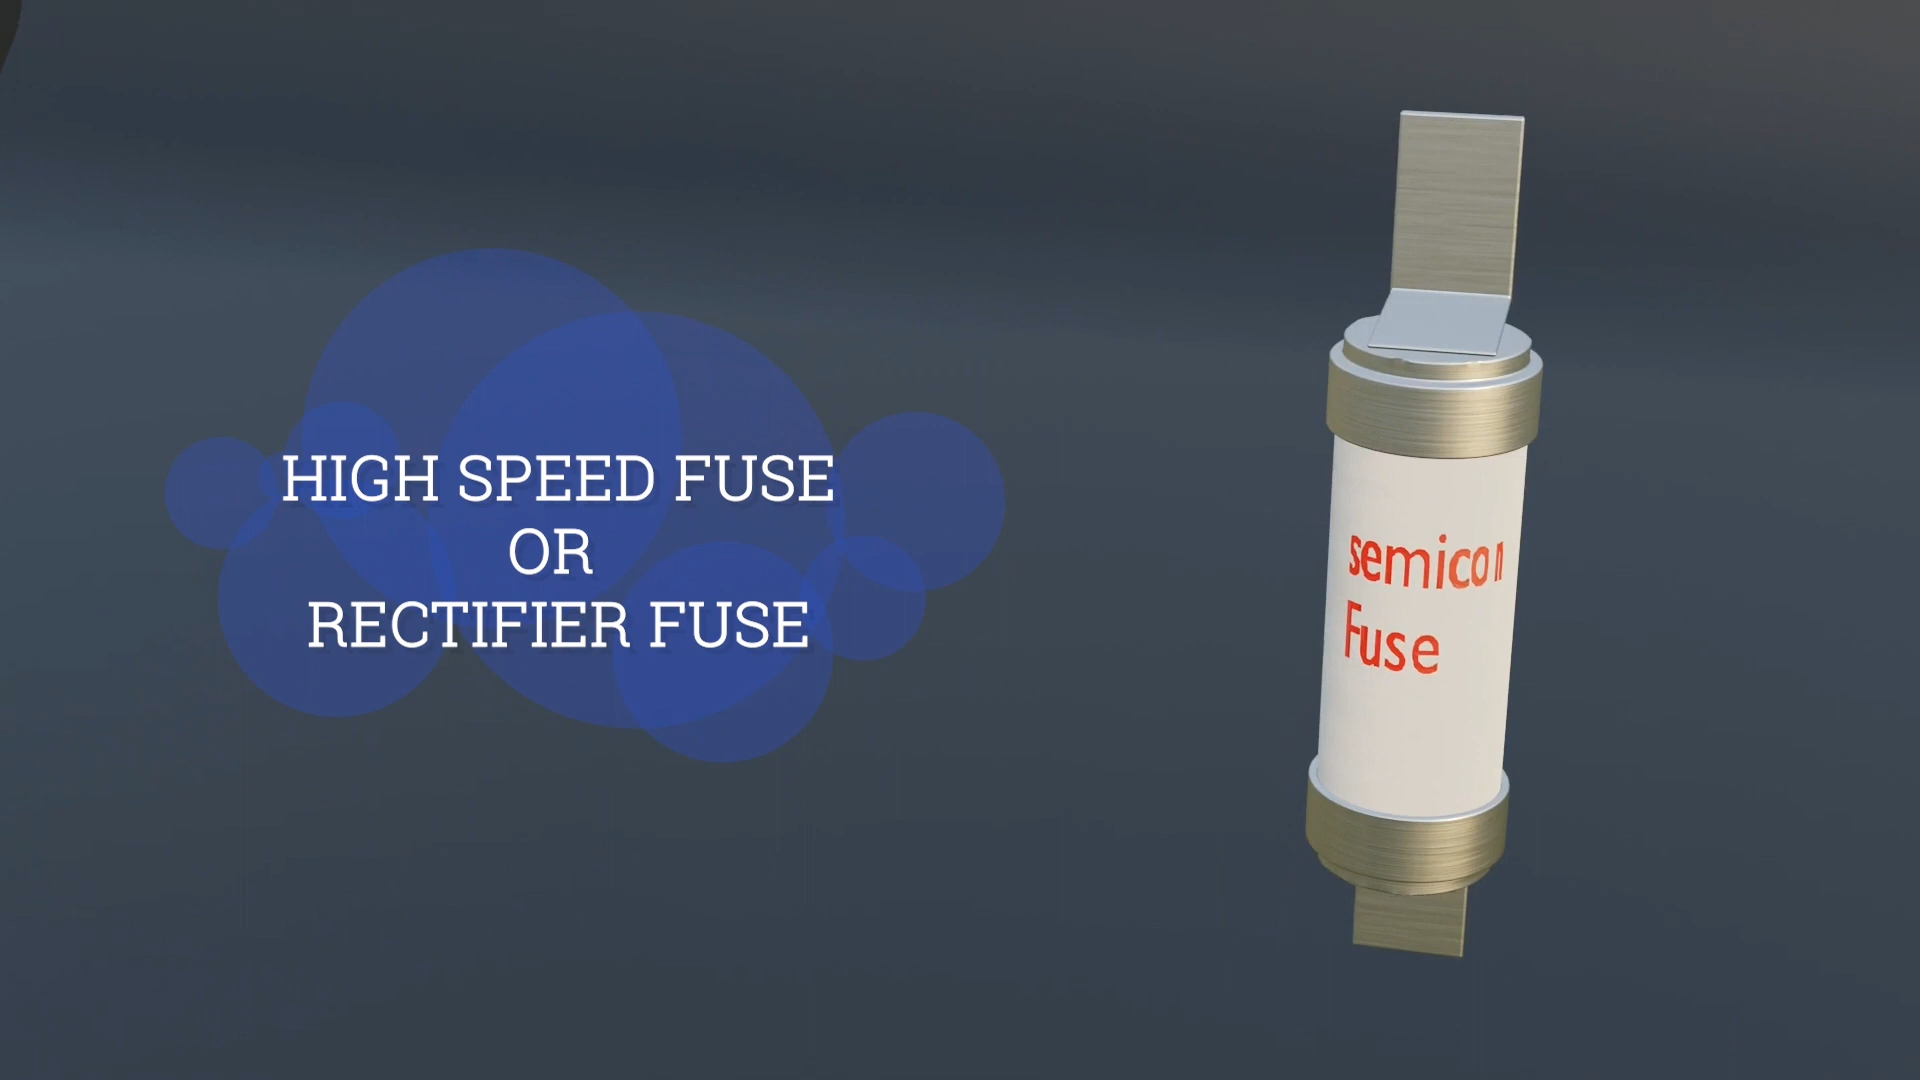 HIGH SPEED FUSE
OR
RECTIFIER FUSE
semicon
Fuse